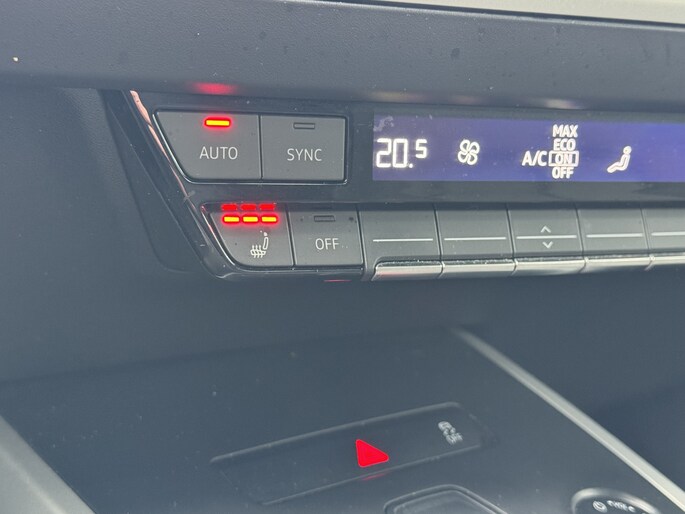 AUTO SYNC
20.5
MAX
ECO
A/C ON
OFF
OFF